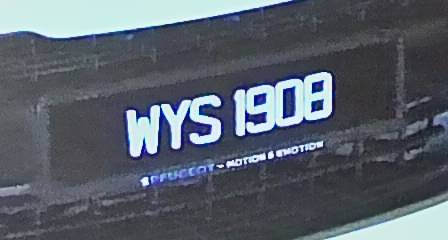 WYS 1908
PEUGEOT - MOTION & EMOTION